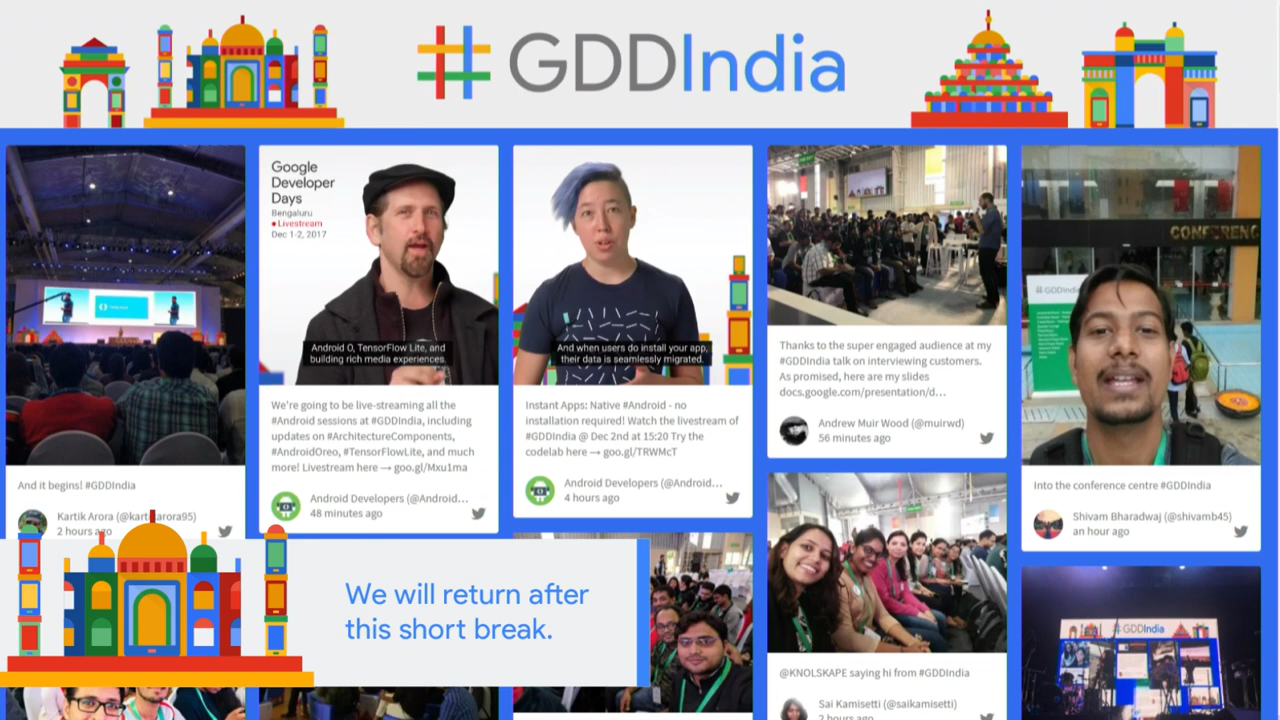 #GDDIndia
And it begins! #GDDIndia
2 hours ago
Google
Developer
Days
Bengaluru
Livestream
Dec 1-2, 2017
Android O, TensorFlow Lite, and
building rich media experiences.
We're going to be live-streaming all the
#Android sessions at #GDDIndia, including
updates on #ArchitectureComponents,
#AndroidOreo, #TensorFlowLite, and much
more! Livestream here → goo.gl/Mxu1ma
Android Developers (@Android...
48 minutes ago
And when users do install your app,
their data is seamlessly migrated.
Instant Apps: Native #Android - no
installation required! Watch the livestream of
#GDDIndia @ Dec 2nd at 15:20 Try the
codelab here → goo.gl/TRWMcT
Android Developers (@Android...
4 hours ago
Thanks to the super engaged audience at my
#GDDIndia talk on interviewing customers.
As promised, here are my slides
docs.google.com/presentation/d...
Andrew Muir Wood (@muirwd)
56 minutes ago
@KNOLSKAPE saying hi from #GDDIndia
Sai Kamisetti (@saikamisetti)
2 hours ago
CONFERENC
#GDDIndia
Into the conference centre #GDDIndia
Shivam Bharadwaj (@shivamb45)
an hour ago
#GDDIndia
Kartik Arora
We will return after
this short break.